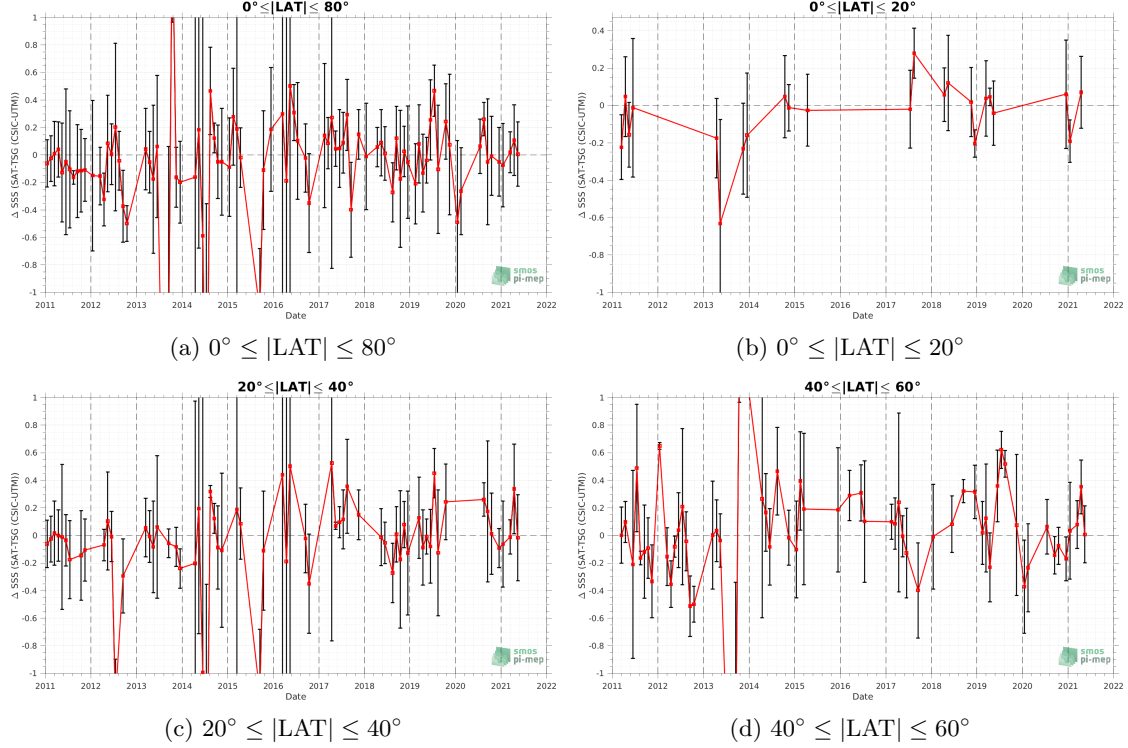 0°≤|LAT|≤ 80°
Δ SSS (SAT-TSG (CSIC-UTM))
1
0.8
0.6
0.4
0.2
0
-0.2
-0.4
-0.6
-0.8
-1
2011 2012 2013 2014 2015 2016 2017 2018 2019 2020 2021 2022
Date
smos
pi-mep
(a) 0° ≤ |LAT| ≤ 80°
0°≤|LAT|≤ 20°
Δ SSS (SAT-TSG (CSIC-UTM))
0.4
0.2
0
-0.2
-0.4
-0.6
-0.8
-1
2011 2012 2013 2014 2015 2016 2017 2018 2019 2020 2021 2022
Date
smos
pi-mep
(b) 0° ≤ |LAT| ≤ 20°
20°≤|LAT|≤ 40°
Δ SSS (SAT-TSG (CSIC-UTM))
1
0.8
0.6
0.4
0.2
0
-0.2
-0.4
-0.6
-0.8
-1
2011 2012 2013 2014 2015 2016 2017 2018 2019 2020 2021 2022
Date
smos
pi-mep
(c) 20° ≤ |LAT| ≤ 40°
40°≤|LAT|≤ 60°
Δ SSS (SAT-TSG (CSIC-UTM))
1
0.8
0.6
0.4
0.2
0
-0.2
-0.4
-0.6
-0.8
-1
2011 2012 2013 2014 2015 2016 2017 2018 2019 2020 2021 2022
Date
smos
pi-mep
(d) 40° ≤ |LAT| ≤ 60°